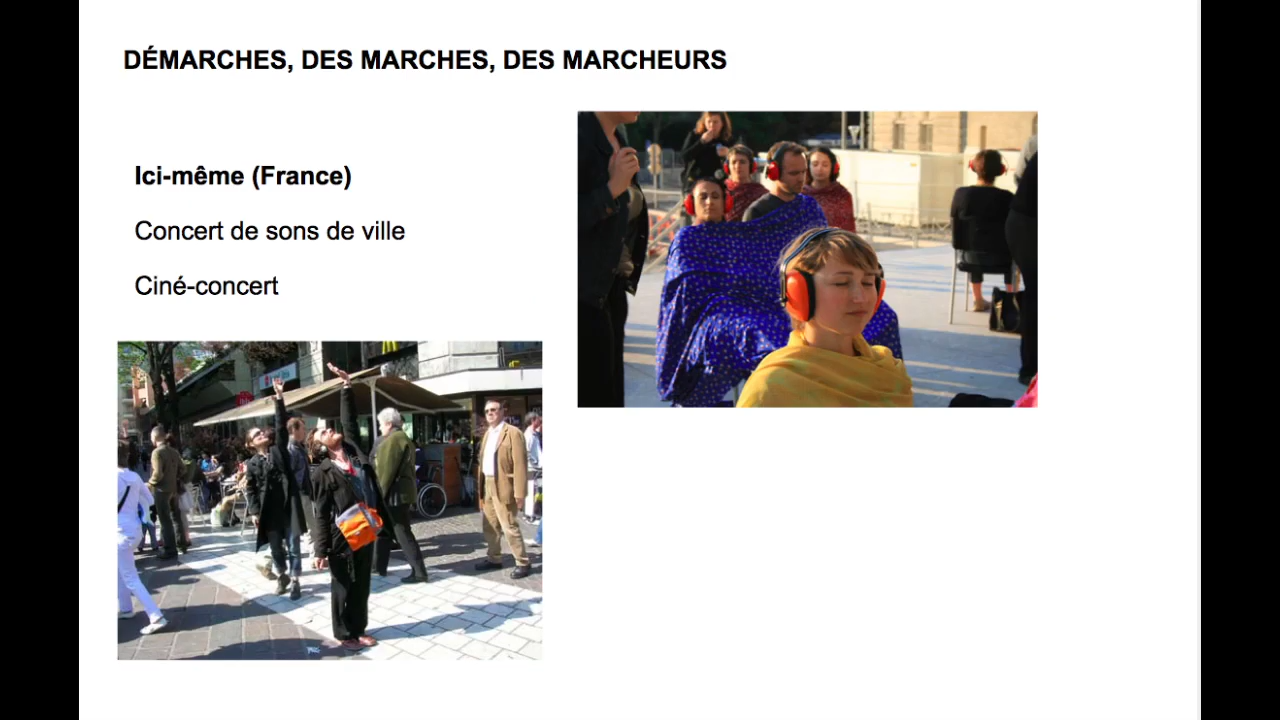 DÉMARCHES, DES MARCHES, DES MARCHEURS
Ici-même (France)
Concert de sons de ville
Ciné-concert